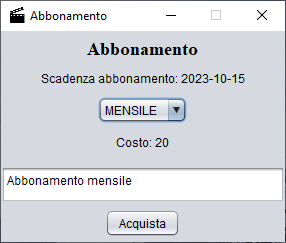 Abbonamento
Abbonamento
Scadenza abbonamento: 2023-10-15
MENSILE
Costo: 20
Abbonamento mensile
Acquista